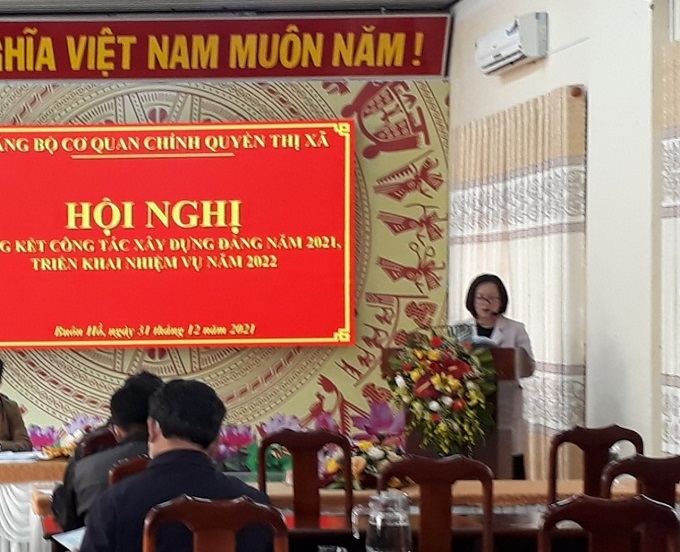 NGHĨA VIỆT NAM MUÔN NĂM !
ĐẢNG BỘ CƠ QUAN CHÍNH QUYỀN THỊ XÃ
HỘI NGHỊ
TỔNG KẾT CÔNG TÁC XÂY DỰNG ĐẢNG NĂM 2021,
TRIỂN KHAI NHIỆM VỤ NĂM 2022
Buôn Hồ, ngày 31 tháng 12 năm 2021